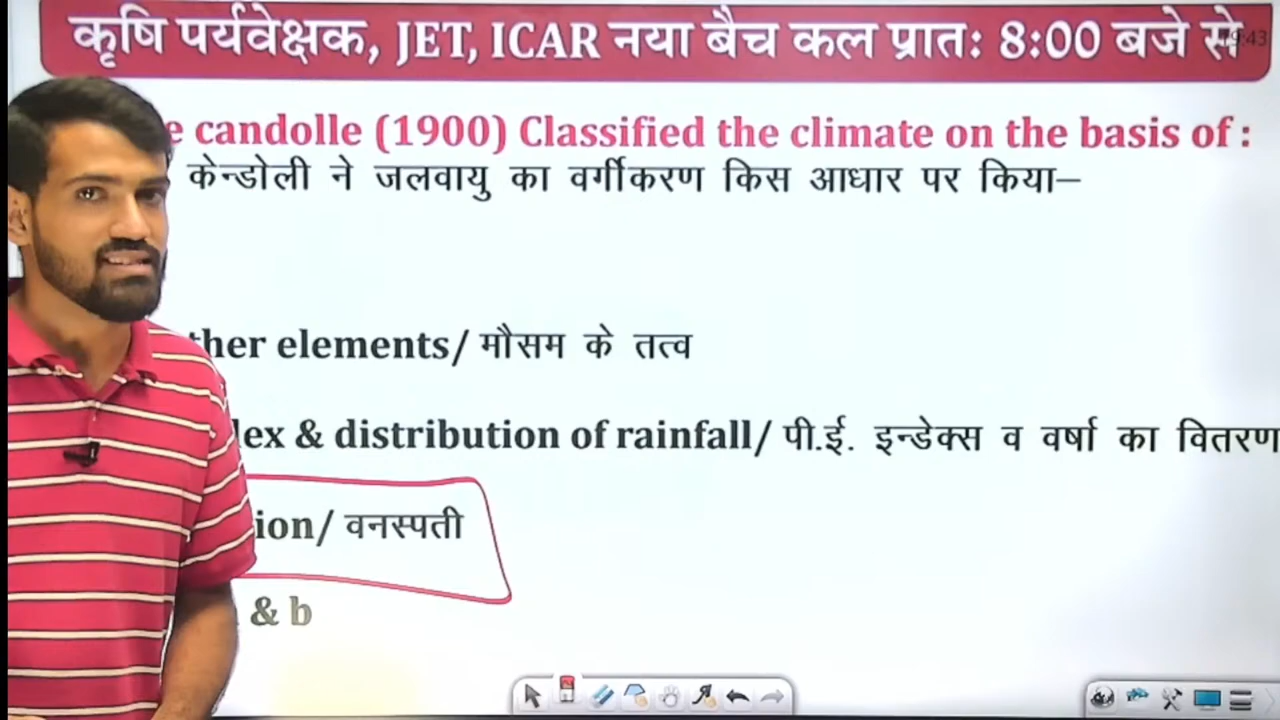 कृषि पर्यवेक्षक, JET, ICAR नया बैच कल प्रातः 8:00 बजे से
candolle (1900) Classified the climate on the basis of :
केन्डोली ने जलवायु का वर्गीकरण किस आधार पर किया–
ther elements/ मौसम के तत्व
lex & distribution of rainfall/ पी.ई. इन्डेक्स व वर्षा का वितरण
ion/ वनस्पती
& b